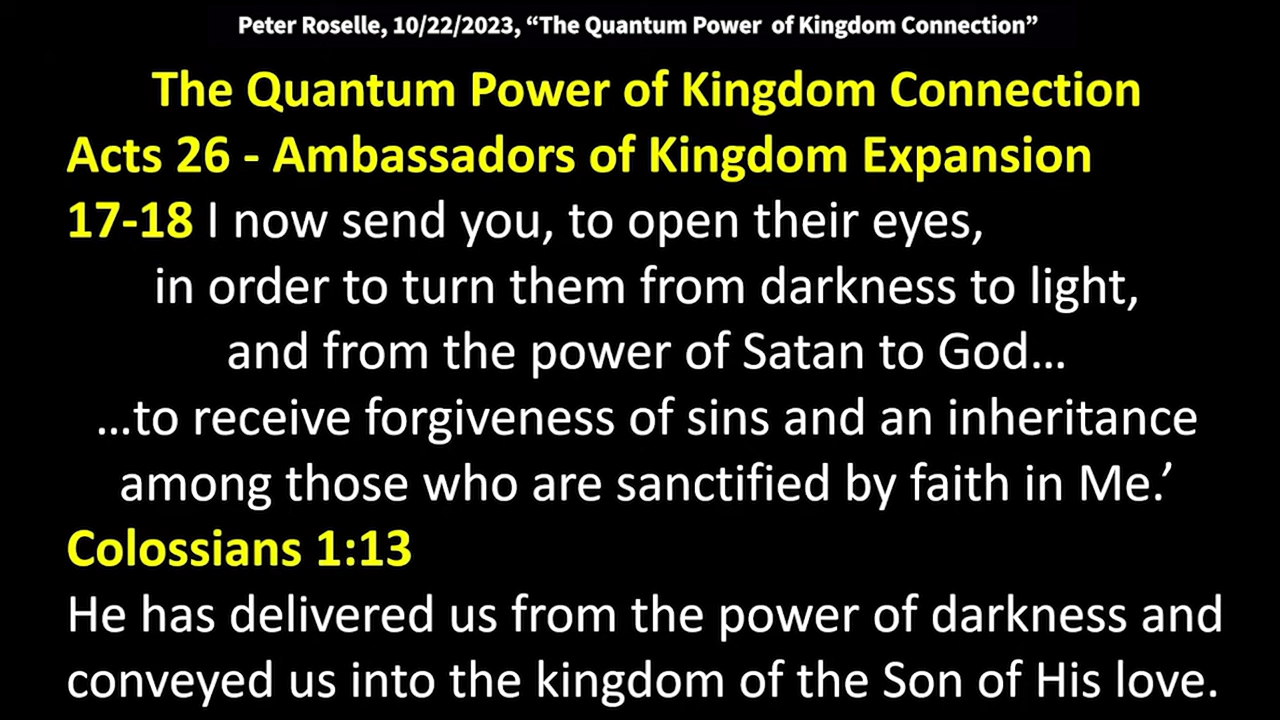 Peter Roselle, 10/22/2023, “The Quantum Power of Kingdom Connection”
The Quantum Power of Kingdom Connection
Acts 26 - Ambassadors of Kingdom Expansion
17-18 I now send you, to open their eyes,
in order to turn them from darkness to light,
and from the power of Satan to God…
…to receive forgiveness of sins and an inheritance
among those who are sanctified by faith in Me.’
Colossians 1:13
He has delivered us from the power of darkness and
conveyed us into the kingdom of the Son of His love.